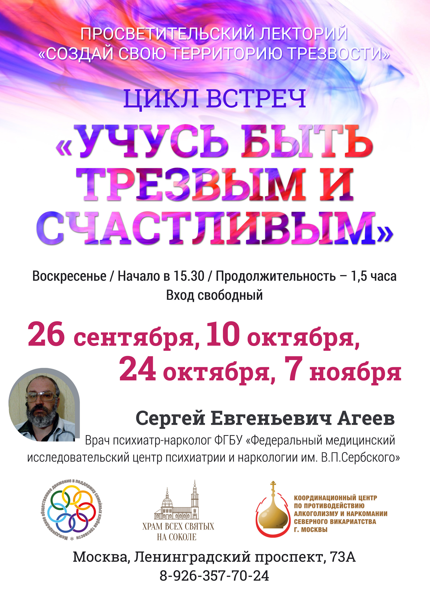 ПРОСВЕТИТЕЛЬСКИЙ ЛЕКТОРИЙ
«СОЗДАЙ СВОЮ ТЕРРИТОРИЮ ТРЕЗВОСТИ»
ЦИКЛ ВСТРЕЧ
«УЧУСЬ БЫТЬ
ТРЕЗВЫМ И
СЧАСТЛИВЫМ»
Воскресенье / Начало в 15.30 / Продолжительность – 1,5 часа
Вход свободный
26 сентября, 10 октября,
24 октября, 7 ноября
Сергей Евгеньевич Агеев
Врач психиатр-нарколог ФГБУ «Федеральный медицинский
исследовательский центр психиатрии и наркологии им. В.П.Сербского»
ХРАМ ВСЕХ СВЯТЫХ
НА СОКОЛЕ
КООРДИНАЦИОННЫЙ ЦЕНТР
ПО ПРОТИВОДЕЙСТВИЮ
АЛКОГОЛИЗМУ И НАРКОМАНИИ
СЕВЕРНОГО ВИКАРИАТСТВА
Г. МОСКВЫ
Москва, Ленинградский проспект, 73А
8-926-357-70-24